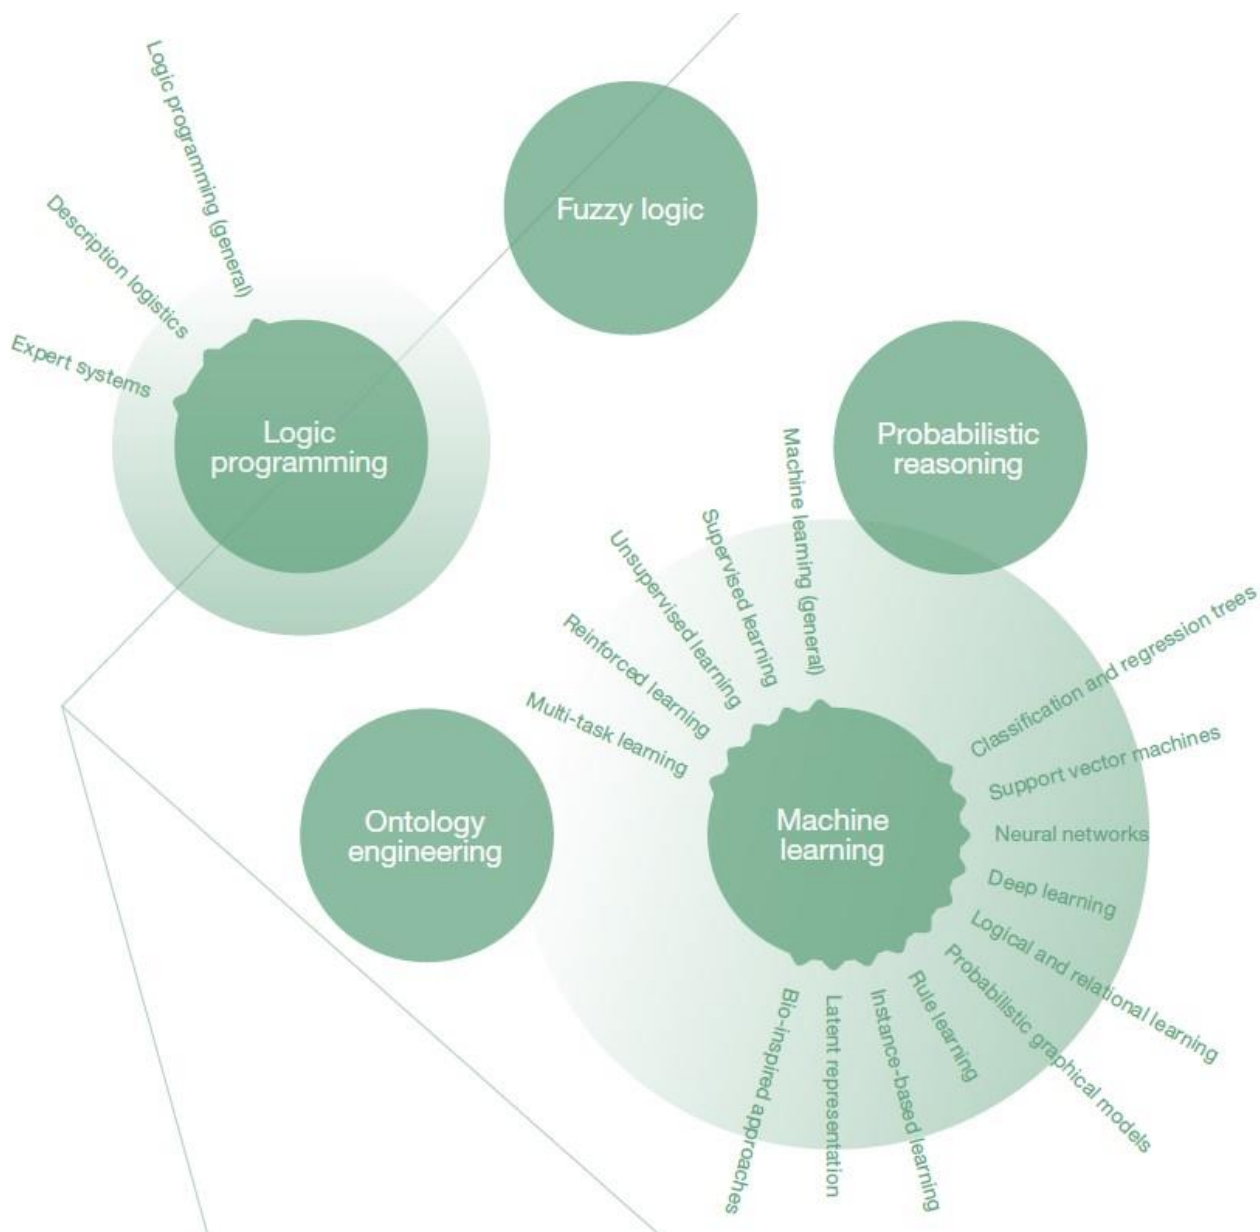 Logic programming (general)
Description logistics
Expert systems
Logic
programming
Fuzzy logic
Probabilistic
reasoning
Machine learning (general)
Supervised learning
Unsupervised learning
Reinforced learning
Multi-task learning
Ontology
engineering
Machine
learning
Classification and regression trees
Support vector machines
Neural networks
Deep learning
Logical and relational learning
Probabilistic graphical models
Rule learning
Instance-based learning
Latent representation
Bio-inspired approaches